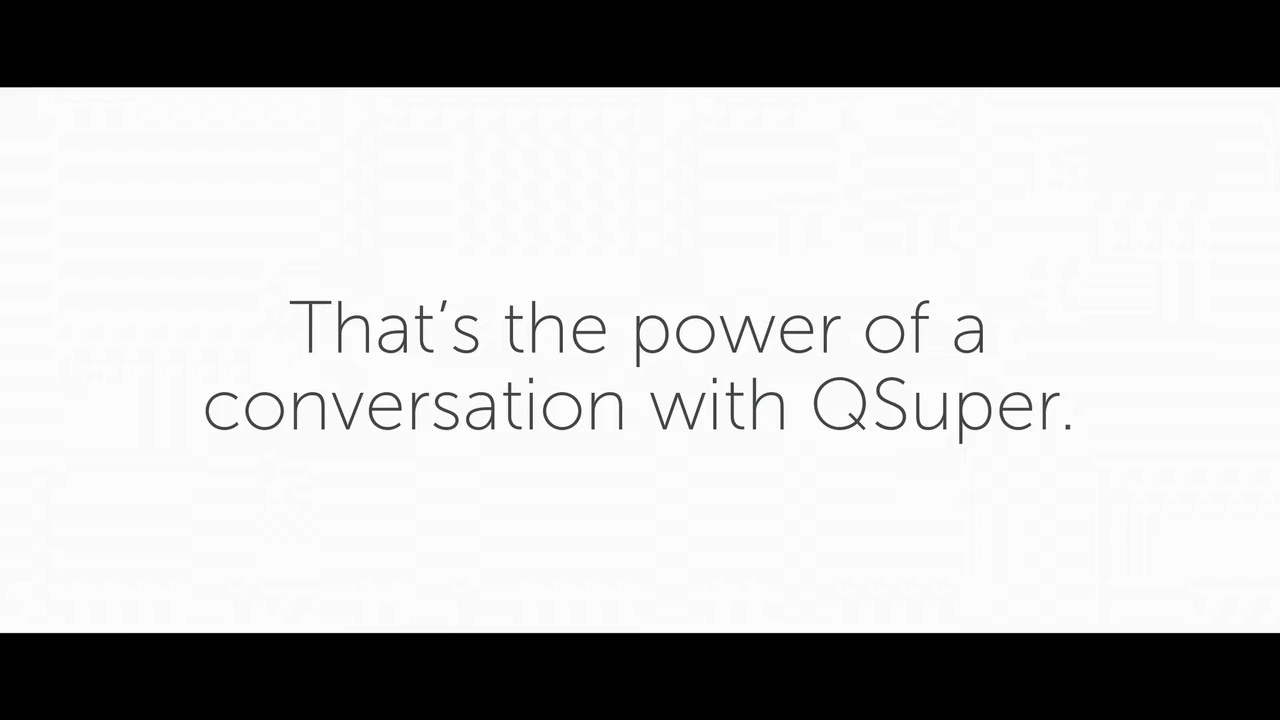 That’s the power of a
conversation with QSuper.